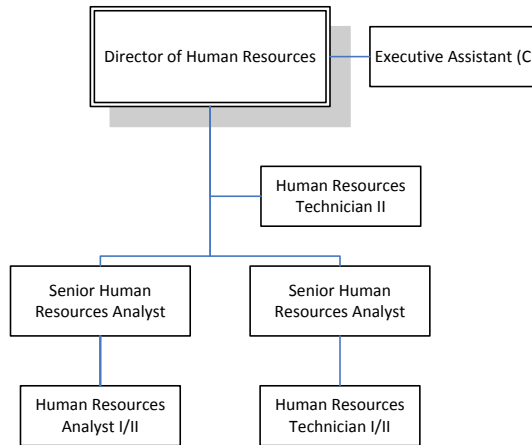 Director of Human Resources
Executive Assistant (C
Human Resources
Technician II
Senior Human
Resources Analyst
Senior Human
Resources Analyst
Human Resources
Analyst I/II
Human Resources
Technician I/II